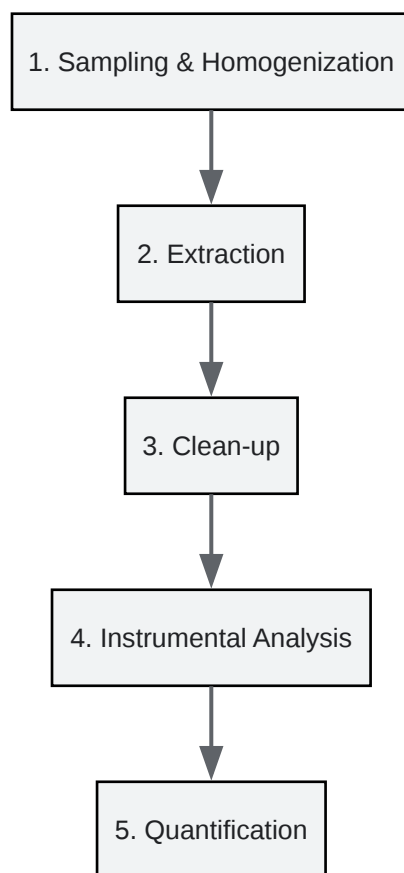 1. Sampling & Homogenization
2. Extraction
3. Clean-up
4. Instrumental Analysis
5. Quantification